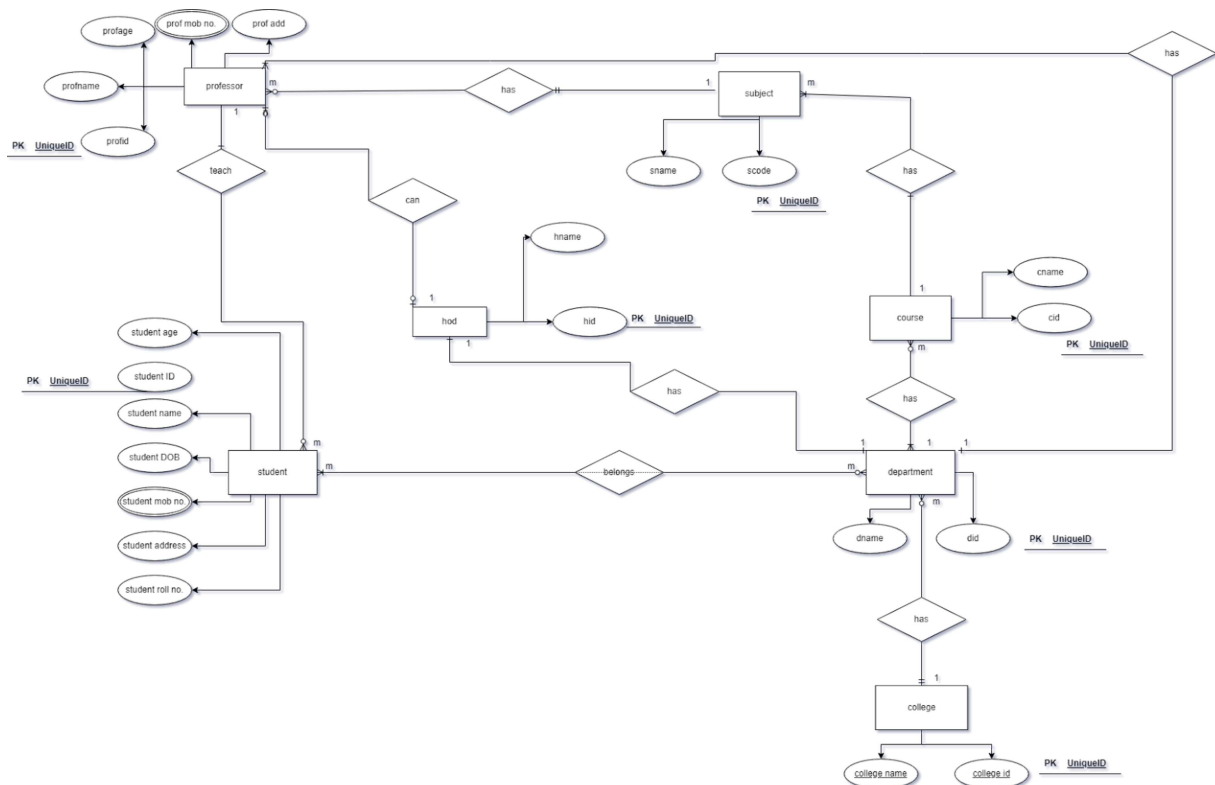 prof mob no.
prof add
profage
has
profname
professor
m
has
1
subject
m
1
PK UniqueID
profid
teach
sname
scode
has
can
PK UniqueID
hname
cname
1
hod
hid
PK UniqueID
1
course
cid
1
m
PK UniqueID
student age
student ID
PK UniqueID
has
has
student name
m
1
1
1
student DOB
student
m
belongs
m
department
student mob no.
m
dname
did
PK UniqueID
student address
student roll no.
has
1
college
college name
college id
PK UniqueID